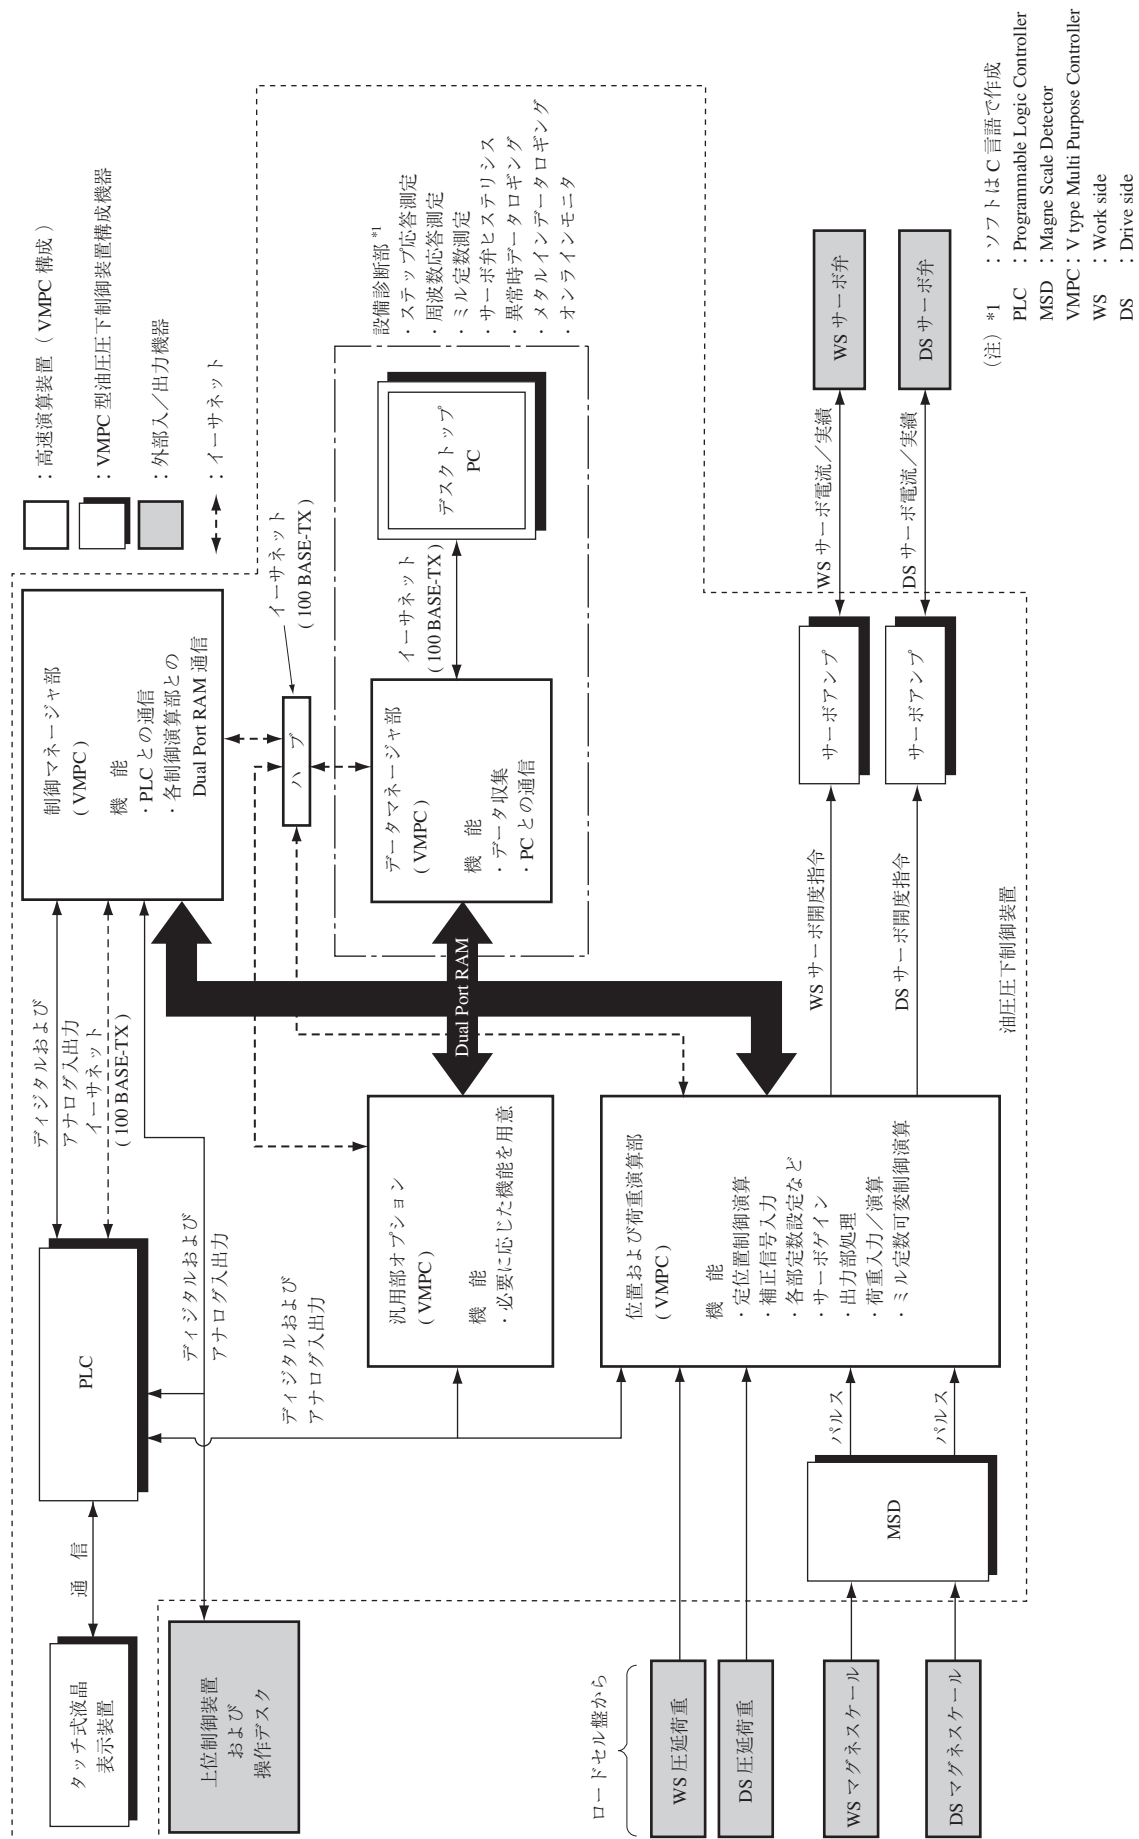 タッチ式液晶
表示装置
通 信
PLC
ディジタルおよび
アナログ入出力
イーサネット
( 100 BASE-TX )
制御マネージャ部
( VMPC )
機 能
・PLC との通信
・各制御演算部との
Dual Port RAM 通信
：高速演算装置（ VMPC 構成 ）
：VMPC 型油圧圧下制御装置構成機器
：外部入／出力機器
：イーサネット
上位制御装置
および
操作デスク
ディジタルおよび
アナログ入出力
ディジタルおよび
アナログ入出力
ハ ブ
イーサネット
( 100 BASE-TX )
汎用部オプション
( VMPC )
機 能
・必要に応じた機能を用意
Dual Port RAM
データマネージャ部
( VMPC )
機 能
・データ収集
・PC との通信
イーサネット
( 100 BASE-TX )
デスクトップ
PC
設備診断部 *1
・ステップ応答測定
・周波数応答測定
・ミル定数測定
・サーボ弁ヒステリシス
・異常時データロギング
・メタルインデータロギング
・オンラインモニタ
ロードセル盤から
WS 圧延荷重
DS 圧延荷重
WS マグネスケール
DS マグネスケール
MSD
パルス
パルス
位置および荷重演算部
( VMPC )
機 能
・定位置制御演算
・補正信号入力
・各部定数設定など
・サーボゲイン
・出力部処理
・荷重入力／演算
・ミル定数可変制御演算
WS サーボ開度指令
DS サーボ開度指令
サーボアンプ
サーボアンプ
WS サーボ電流／実績
DS サーボ電流／実績
WS サーボ弁
DS サーボ弁
油圧圧下制御装置
（注）*1 ：ソフトは C 言語で作成
PLC ：Programmable Logic Controller
MSD ：Magne Scale Detector
VMPC：V type Multi Purpose Controller
WS ：Work side
DS ：Drive side